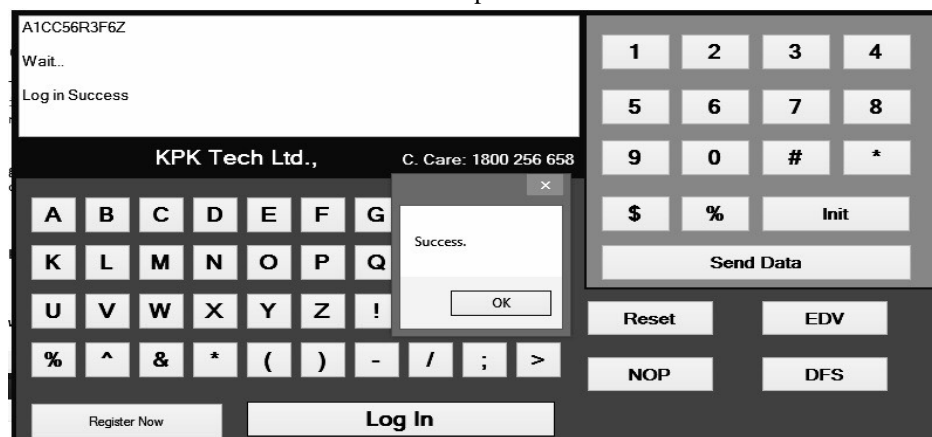 A1CC56R3F6Z
Wait..
Log in Success
KPK Tech Ltd., C. Care: 1800 256 658
A B C D E F G
K L M N O P Q
U V W X Y Z !
% ^ & * ( ) - / ; >
Register Now Log In
Success.
OK
1 2 3 4
5 6 7 8
9 0 # *
$ % Init
Send Data
Reset EDV
NOP DFS